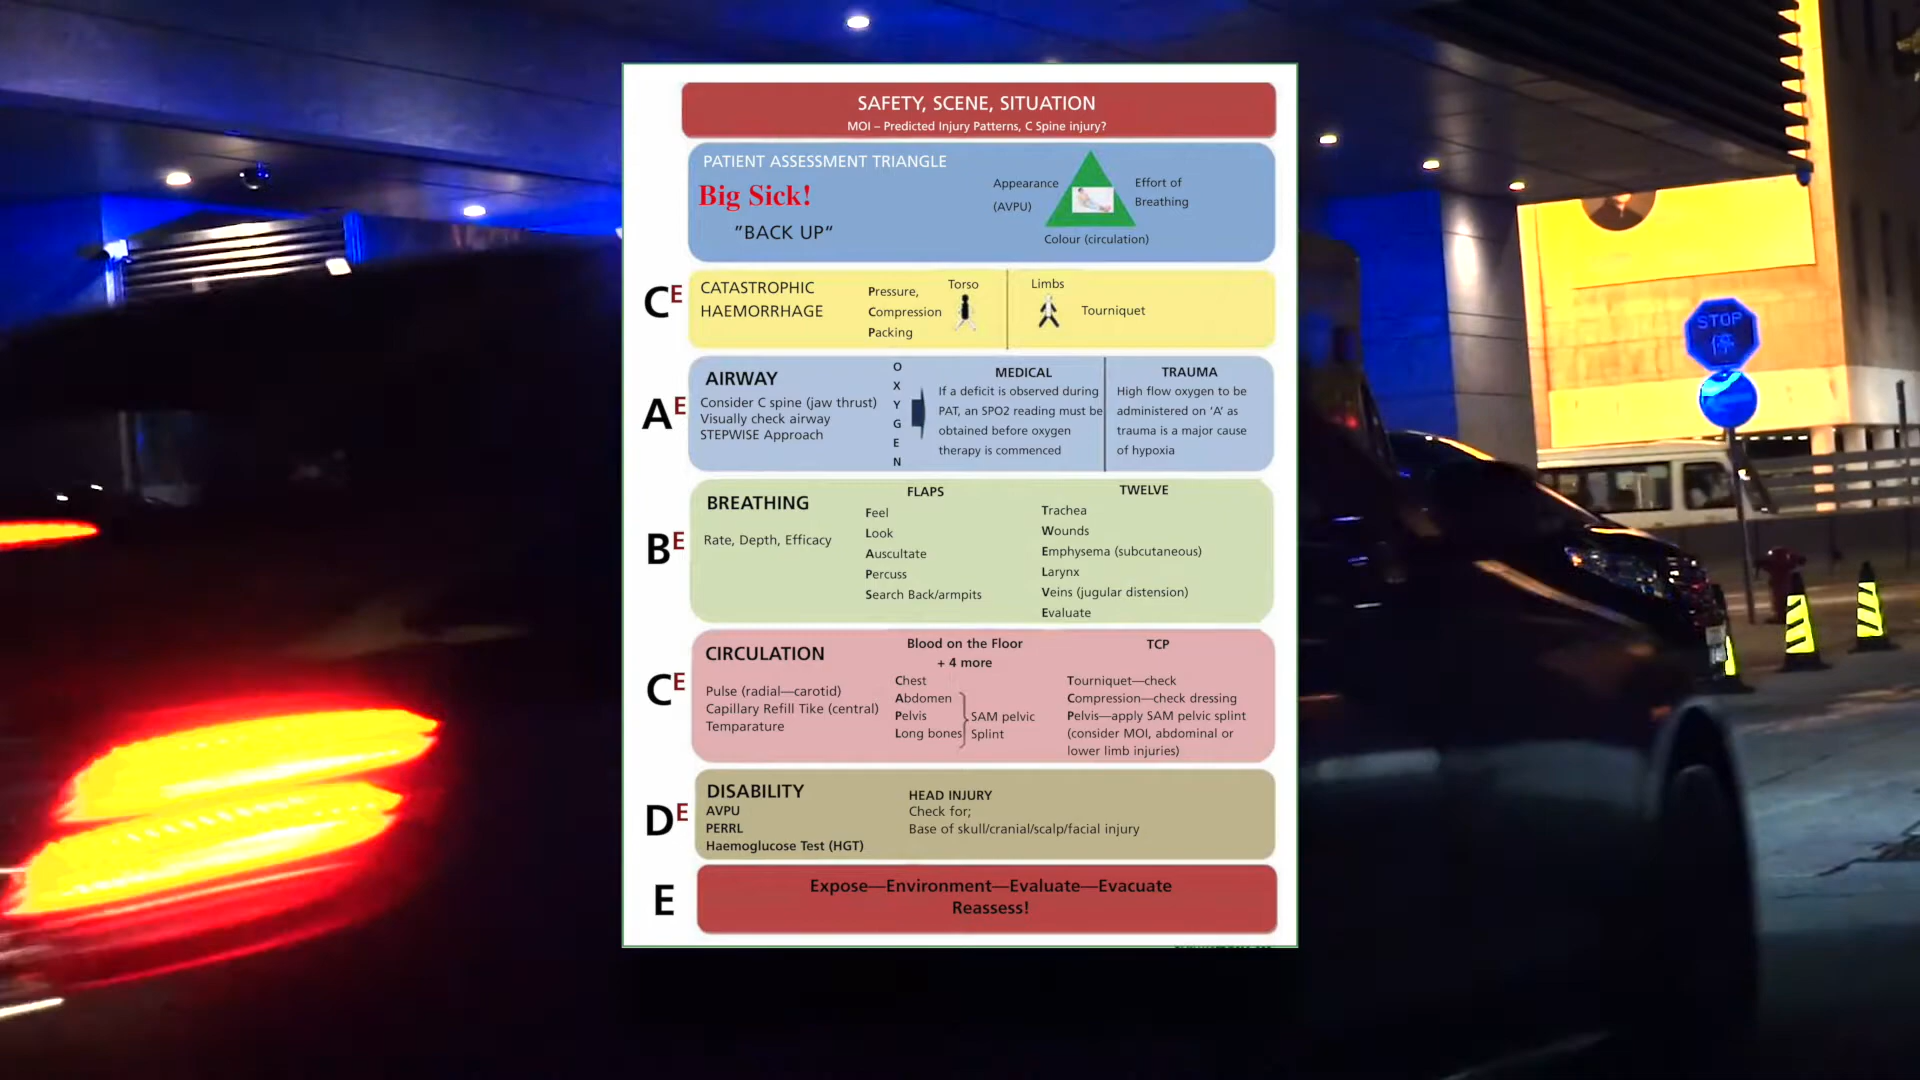 SAFETY, SCENE, SITUATION
MOI – Predicted Injury Patterns, C Spine injury?
PATIENT ASSESSMENT TRIANGLE
Big Sick!
"BACK UP"
Appearance
(AVPU)
Effort of
Breathing
Colour (circulation)
CE
CATASTROPHIC
HAEMORRHAGE
Pressure,
Compression
Packing
Torso
Limbs
Tourniquet
AE
AIRWAY
Consider C spine (jaw thrust)
Visually check airway
STEPWISE Approach
O
X
Y
G
E
N
MEDICAL
If a deficit is observed during
PAT, an SPO2 reading must be
obtained before oxygen
therapy is commenced
TRAUMA
High flow oxygen to be
administered on 'A' as
trauma is a major cause
of hypoxia
BE
BREATHING
Rate, Depth, Efficacy
FLAPS
Feel
Look
Auscultate
Percuss
Search Back/armpits
TWELVE
Trachea
Wounds
Emphysema (subcutaneous)
Larynx
Veins (jugular distension)
Evaluate
CE
CIRCULATION
Pulse (radial—carotid)
Capillary Refill Tike (central)
Temparature
Blood on the Floor
+ 4 more
Chest
Abdomen
Pelvis
Long bones
SAM pelvic
Splint
TCP
Tourniquet—check
Compression—check dressing
Pelvis—apply SAM pelvic splint
(consider MOI, abdominal or
lower limb injuries)
DE
DISABILITY
AVPU
PERRL
Haemoglucose Test (HGT)
HEAD INJURY
Check for;
Base of skull/cranial/scalp/facial injury
E
Expose—Environment—Evaluate—Evacuate
Reassess!
STOP
停